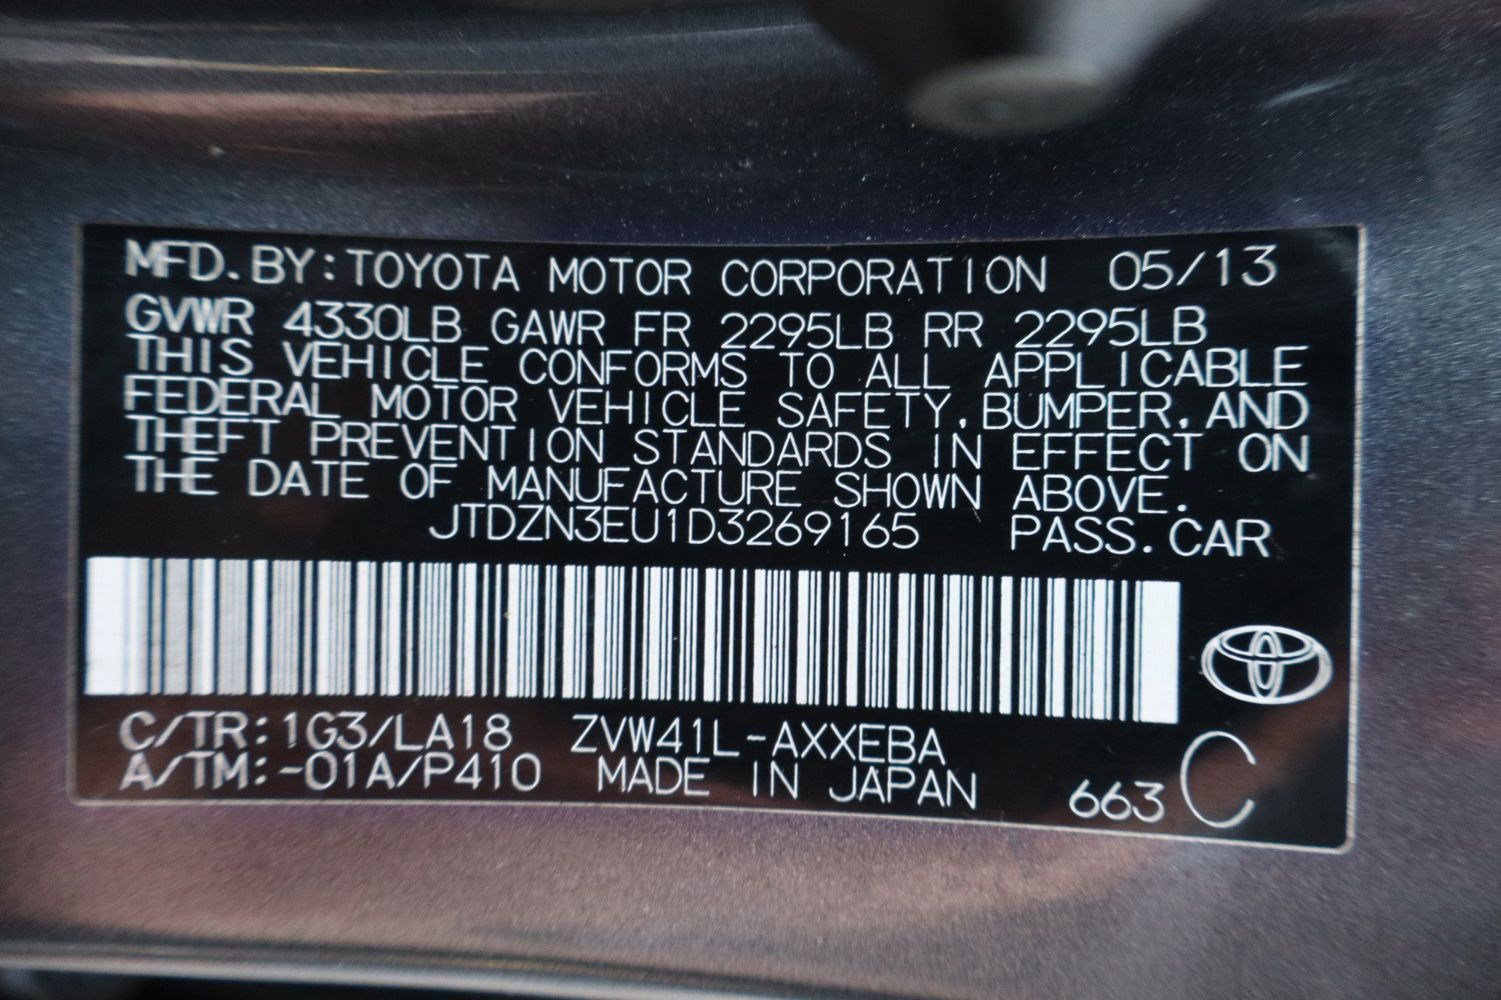 MFD. BY: TOYOTA MOTOR CORPORATION 05/13
GVWR 4330LB GAWR FR 2295LB RR 2295LB
THIS VEHICLE CONFORMS TO ALL APPLICABLE
FEDERAL MOTOR VEHICLE SAFETY, BUMPER, AND
THEFT PREVENTION STANDARDS IN EFFECT ON
THE DATE OF MANUFACTURE SHOWN ABOVE.
JTDZN3EU1D3269165 PASS. CAR
C/TR: 1G3/LA18 ZVW41L-AXXEBA
A/TM: -01A/P410 MADE IN JAPAN 663 C